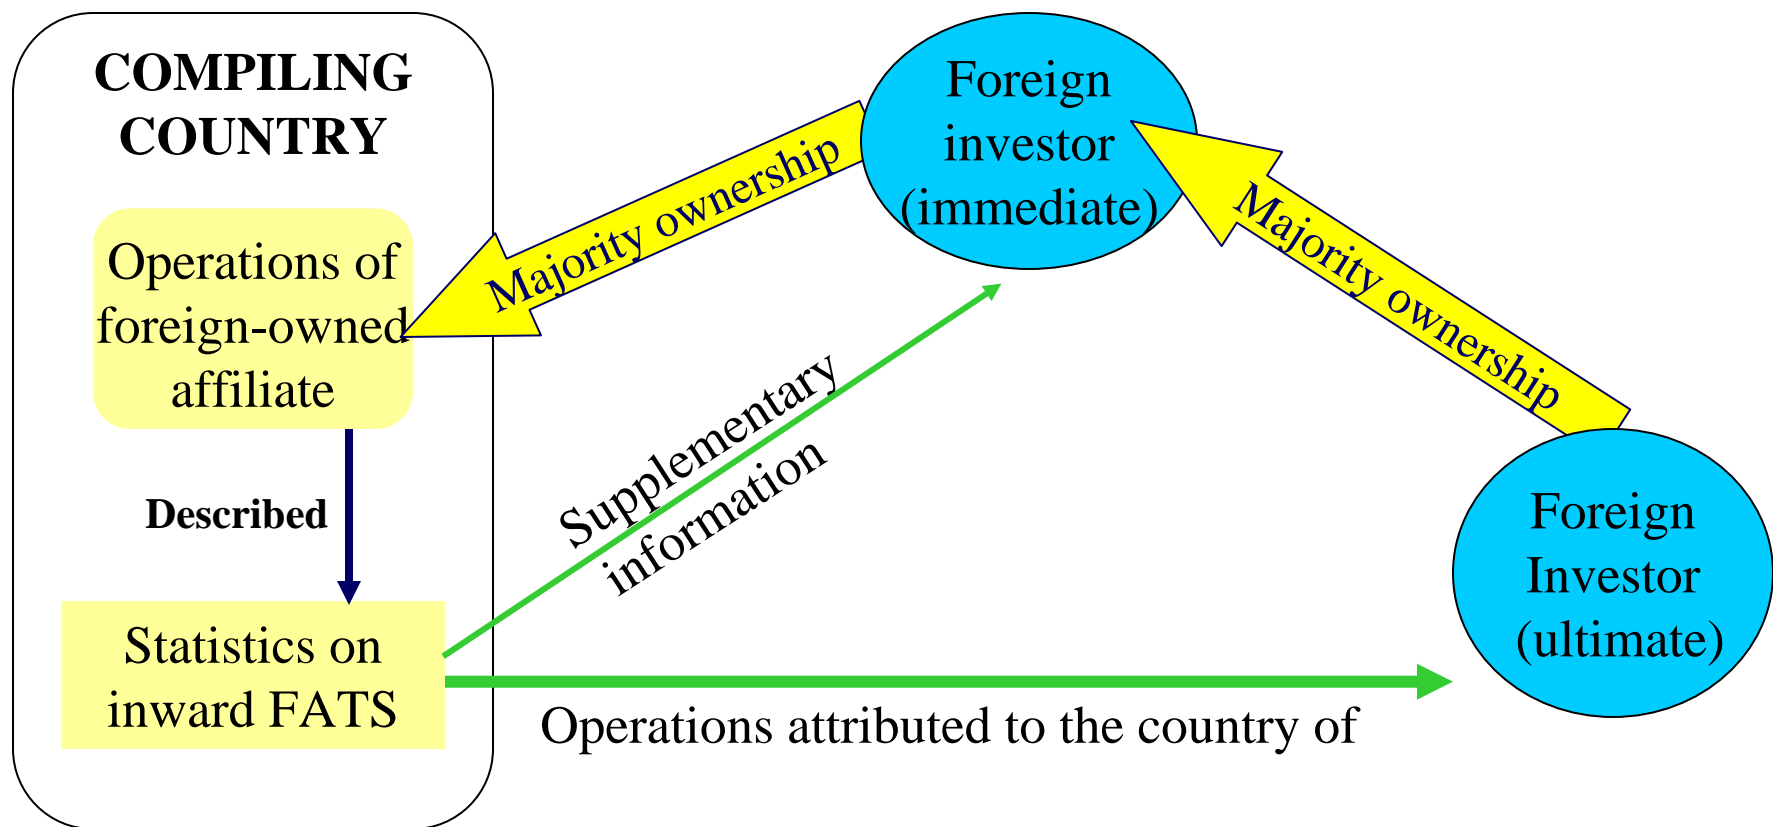 COMPILING
COUNTRY
Operations of
foreign-owned
affiliate
Described
Statistics on
inward FATS
Majority ownership
Foreign
investor
(immediate)
Majority ownership
Supplementary
information
Foreign
Investor
(ultimate)
Operations attributed to the country of